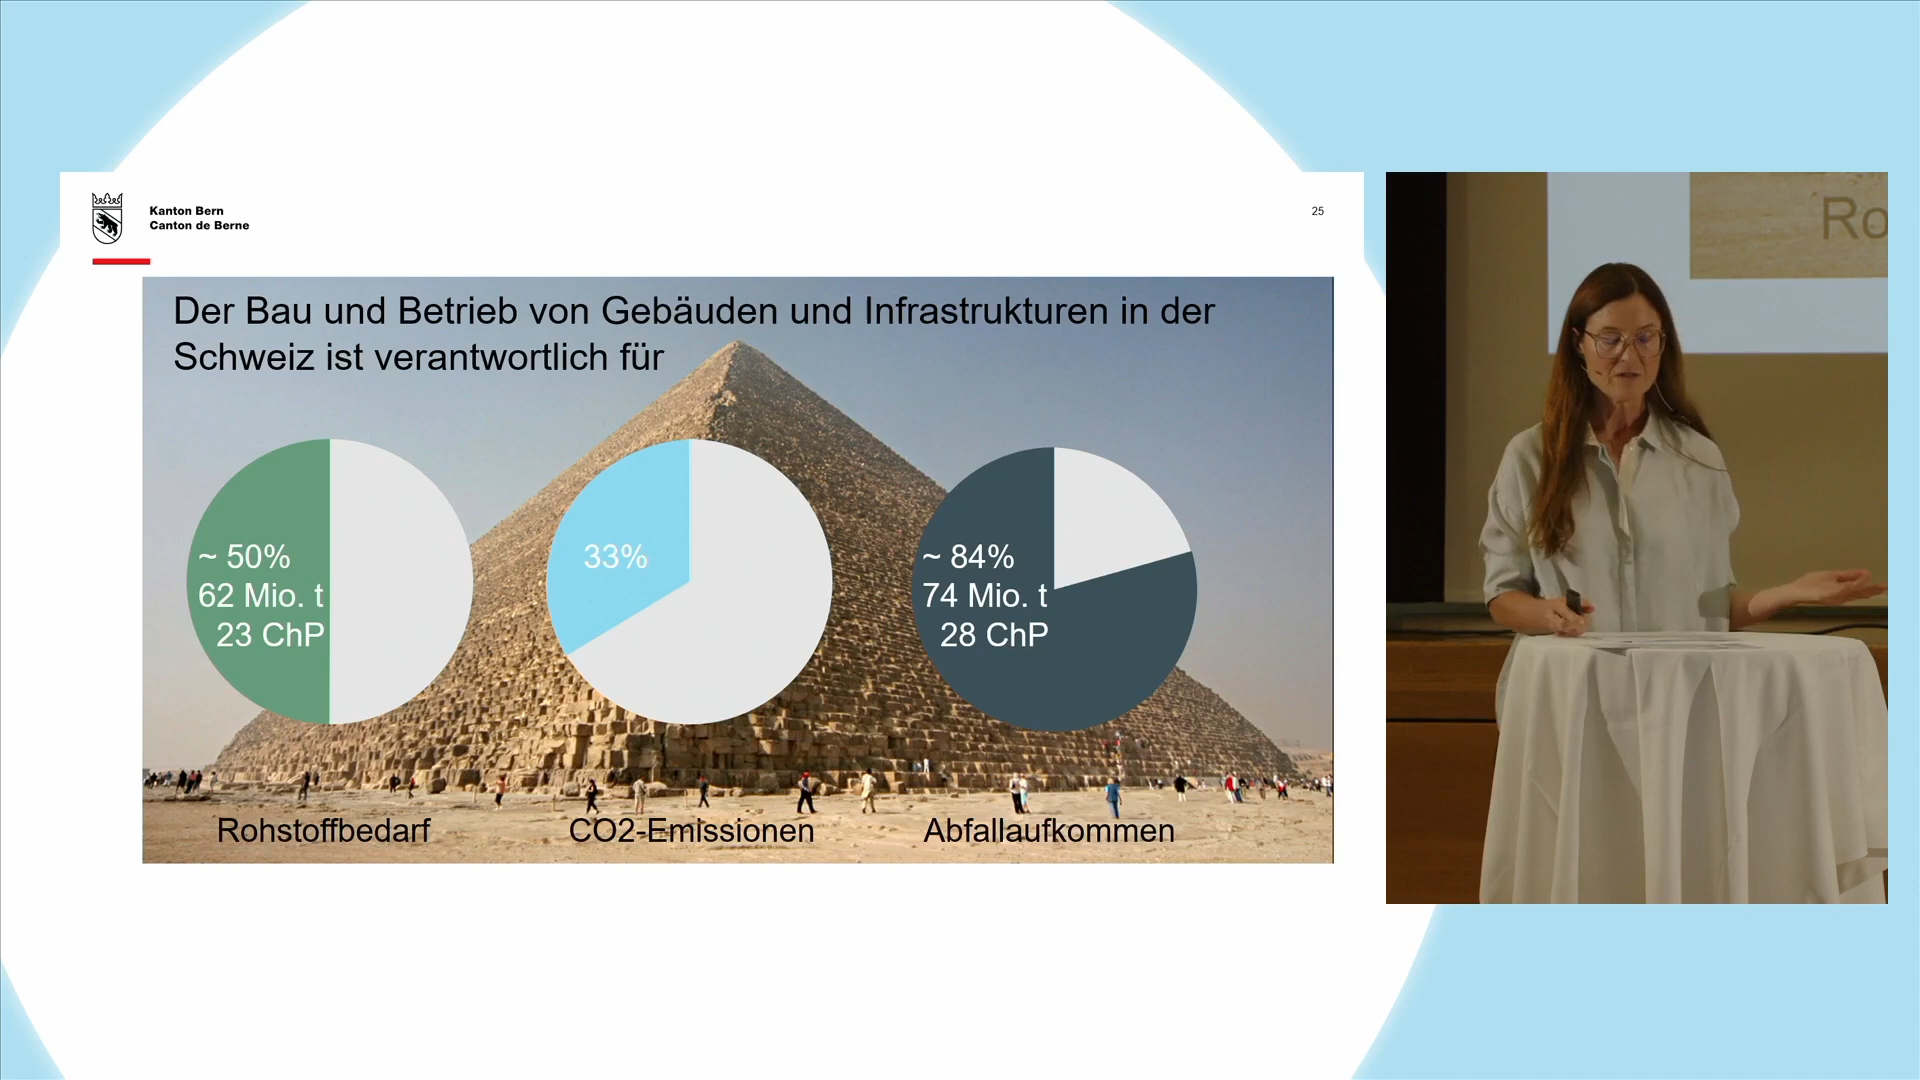 Kanton Bern
Canton de Berne
25
Der Bau und Betrieb von Gebäuden und Infrastrukturen in der
Schweiz ist verantwortlich für
~ 50%
62 Mio. t
23 ChP
33%
~ 84%
74 Mio. t
28 ChP
Rohstoffbedarf
CO2-Emissionen
Abfallaufkommen
Ro